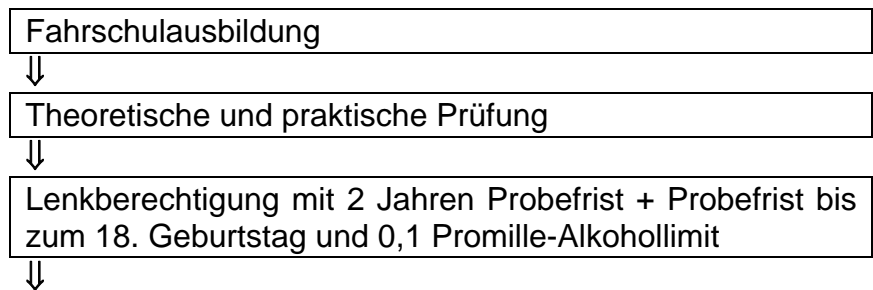 Fahrschulausbildung
⇓
Theoretische und praktische Prüfung
⇓
Lenkberechtigung mit 2 Jahren Probefrist + Probefrist bis
zum 18. Geburtstag und 0,1 Promille-Alkohollimit
⇓